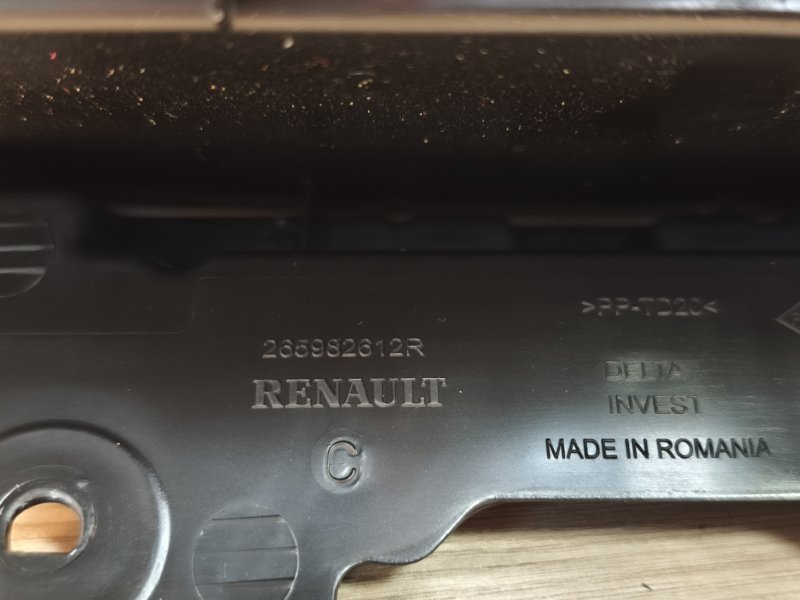 >PP-TD20<
265982612R
RENAULT
DELTA
INVEST
C
MADE IN ROMANIA